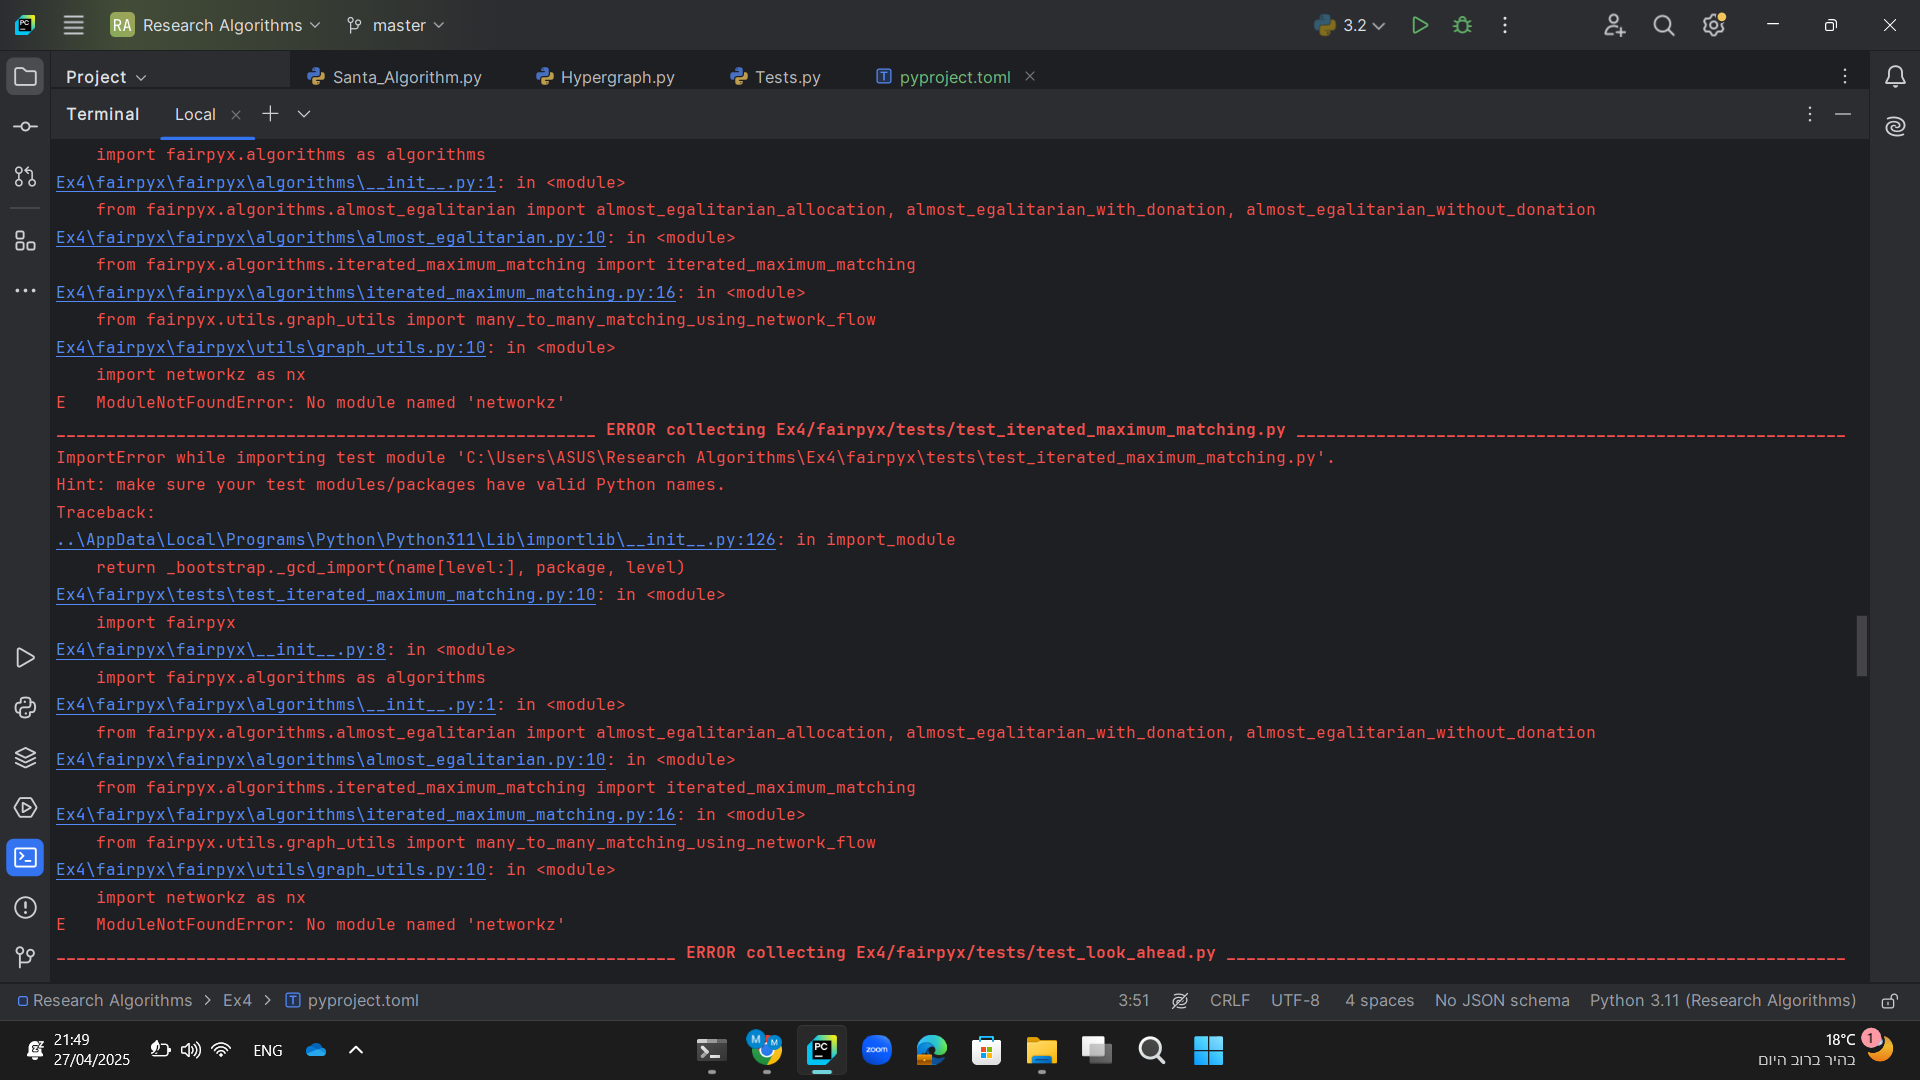 RA Research Algorithms master 3.2
Project Santa_Algorithm.py Hypergraph.py Tests.py pyproject.toml
Terminal Local
import fairpyx.algorithms as algorithms
Ex4\fairpyx\fairpyx\algorithms\__init__.py:1: in <module>
from fairpyx.algorithms.almost_egalitarian import almost_egalitarian_allocation, almost_egalitarian_with_donation, almost_egalitarian_without_donation
Ex4\fairpyx\fairpyx\algorithms\almost_egalitarian.py:10: in <module>
from fairpyx.algorithms.iterated_maximum_matching import iterated_maximum_matching
Ex4\fairpyx\fairpyx\algorithms\iterated_maximum_matching.py:16: in <module>
from fairpyx.utils.graph_utils import many_to_many_matching_using_network_flow
Ex4\fairpyx\fairpyx\utils\graph_utils.py:10: in <module>
import networkz as nx
E ModuleNotFoundError: No module named 'networkz'
ERROR collecting Ex4/fairpyx/tests/test_iterated_maximum_matching.py
ImportError while importing test module 'C:\Users\ASUS\Research Algorithms\Ex4\fairpyx\tests\test_iterated_maximum_matching.py'.
Hint: make sure your test modules/packages have valid Python names.
Traceback:
..\AppData\Local\Programs\Python\Python311\Lib\importlib\__init__.py:126: in import_module
return _bootstrap._gcd_import(name[level:], package, level)
Ex4\fairpyx\tests\test_iterated_maximum_matching.py:10: in <module>
import fairpyx
Ex4\fairpyx\fairpyx\__init__.py:8: in <module>
import fairpyx.algorithms as algorithms
Ex4\fairpyx\fairpyx\algorithms\__init__.py:1: in <module>
from fairpyx.algorithms.almost_egalitarian import almost_egalitarian_allocation, almost_egalitarian_with_donation, almost_egalitarian_without_donation
Ex4\fairpyx\fairpyx\algorithms\almost_egalitarian.py:10: in <module>
from fairpyx.algorithms.iterated_maximum_matching import iterated_maximum_matching
Ex4\fairpyx\fairpyx\algorithms\iterated_maximum_matching.py:16: in <module>
from fairpyx.utils.graph_utils import many_to_many_matching_using_network_flow
Ex4\fairpyx\fairpyx\utils\graph_utils.py:10: in <module>
import networkz as nx
E ModuleNotFoundError: No module named 'networkz'
ERROR collecting Ex4/fairpyx/tests/test_look_ahead.py
Research Algorithms > Ex4 > pyproject.toml 3:51 CRLF UTF-8 4 spaces No JSON schema Python 3.11 (Research Algorithms)
21:49 18°C 1
27/04/2025 ENG zoom בהיר ברוב היום